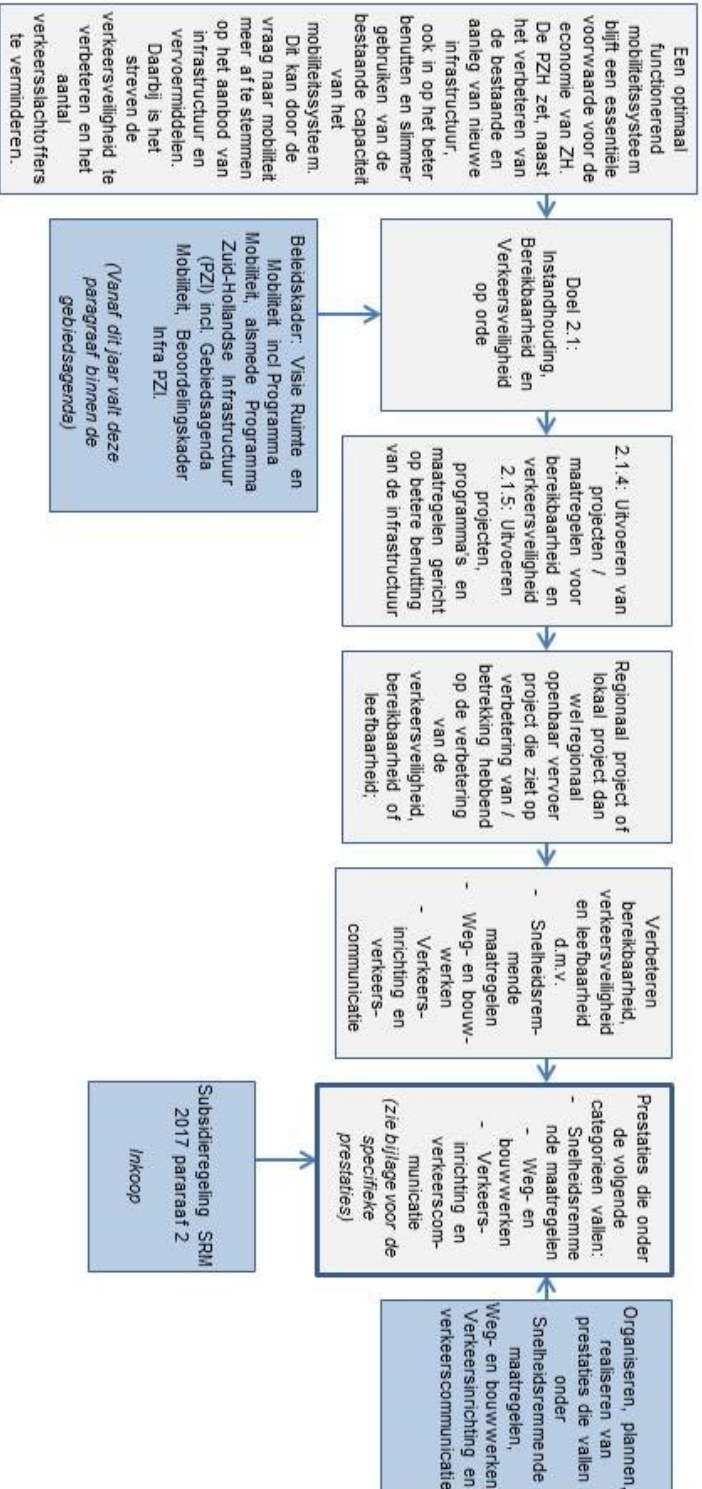 Een optimaal
functionerend
mobiliteitssysteem
blijft een essentiële
voorwaarde voor de
economie van ZH.
De PZH zet, naast
het verbeteren van
de bestaande en
aanleg van nieuwe
infrastructuur,
ook in op het beter
benutten en slimmer
gebruiken van de
bestaande capaciteit
van het
mobiliteitssysteem.
Dit kan door de
vraag naar mobiliteit
meer af te stemmen
op het aanbod van
infrastructuur en
vervoermiddelen.
Daarbij is het
streven de
verkeersveiligheid te
verbeteren en het
aantal
verkeersslachtoffers
te verminderen.
Doel 2.1:
Instandhouding,
Bereikbaarheid en
Verkeersveiligheid
op orde
Beleidskader: Visie Ruimte en
Mobiliteit incl Programma
Mobiliteit, alsmede Programma
Zuid-Hollandse Infrastructuur
(PZI) incl. Gebiedsagenda
Mobiliteit, Beoordelingskader
Infra PZI.
(Vanaf dit jaar valt deze
paragraaf binnen de
gebiedsagenda)
2.1.4: Uitvoeren van
projecten /
maatregelen voor
bereikbaarheid en
verkeersveiligheid
2.1.5: Uitvoeren
projecten,
programma's en
maatregelen gericht
op betere benutting
van de infrastructuur
Regionaal project of
lokaal project dan
wel regionaal
openbaar vervoer
project die ziet op
verbetering van /
betrekking hebbend
op de verbetering
van de
verkeersveiligheid,
bereikbaarheid of
leefbaarheid;
Verbeteren
bereikbaarheid,
verkeersveiligheid
en leefbaarheid
d.m.v.
- Snelheidsrem-
mende
maatregelen
- Weg- en bouw-
werken
- Verkeers-
inrichting en
verkeers-
communicatie
Prestaties die onder
de volgende
categorieen vallen:
- Snelheidsremme
nde maatregelen
- Weg- en
bouwwerken
- Verkeers-
inrichting en
verkeerscom-
municatie
(zie bijlage voor de
specifieke
prestaties)
Subsidieregeling SRM
2017 pararaaf 2
Inkoop
Organiseren, plannen,
realiseren van
prestaties die vallen
onder
Snelheidsremmende
maatregelen,
Weg- en bouwwerken
Verkeersinrichting en
verkeerscommunicatie